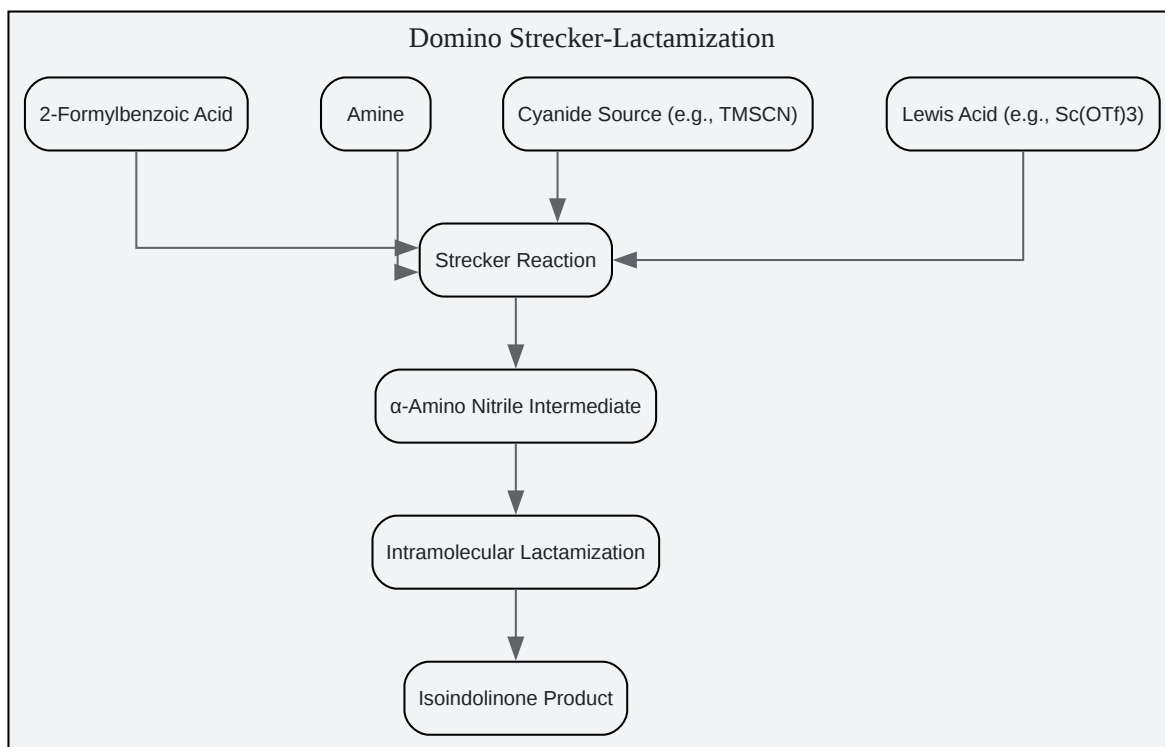 Domino Strecker-Lactamization
2-Formylbenzoic Acid
Amine
Cyanide Source (e.g., TMSCN)
Lewis Acid (e.g., Sc(OTf)3)
Strecker Reaction
α-Amino Nitrile Intermediate
Intramolecular Lactamization
Isoindolinone Product